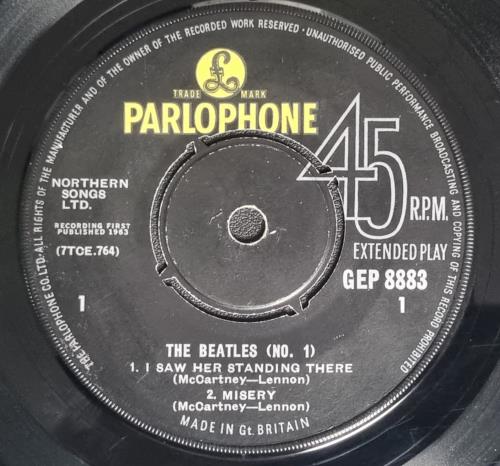 THE PARLOPHONE CO. LTD. ALL RIGHTS OF THE MANUFACTURER AND OF THE OWNER OF THE RECORDED WORK RESERVED · UNAUTHORISED PUBLIC PERFORMANCE BROADCASTING AND COPYING OF THIS RECORD PROHIBITED
£
TRADE MARK
PARLOPHONE
45
R.P.M.
NORTHERN
SONGS
LTD.
RECORDING FIRST
PUBLISHED 1963
(7TCE.764)
EXTENDED PLAY
GEP 8883
1
1
THE BEATLES (NO. 1)
1. I SAW HER STANDING THERE
(McCartney—Lennon)
2. MISERY
(McCartney—Lennon)
MADE IN Gt. BRITAIN